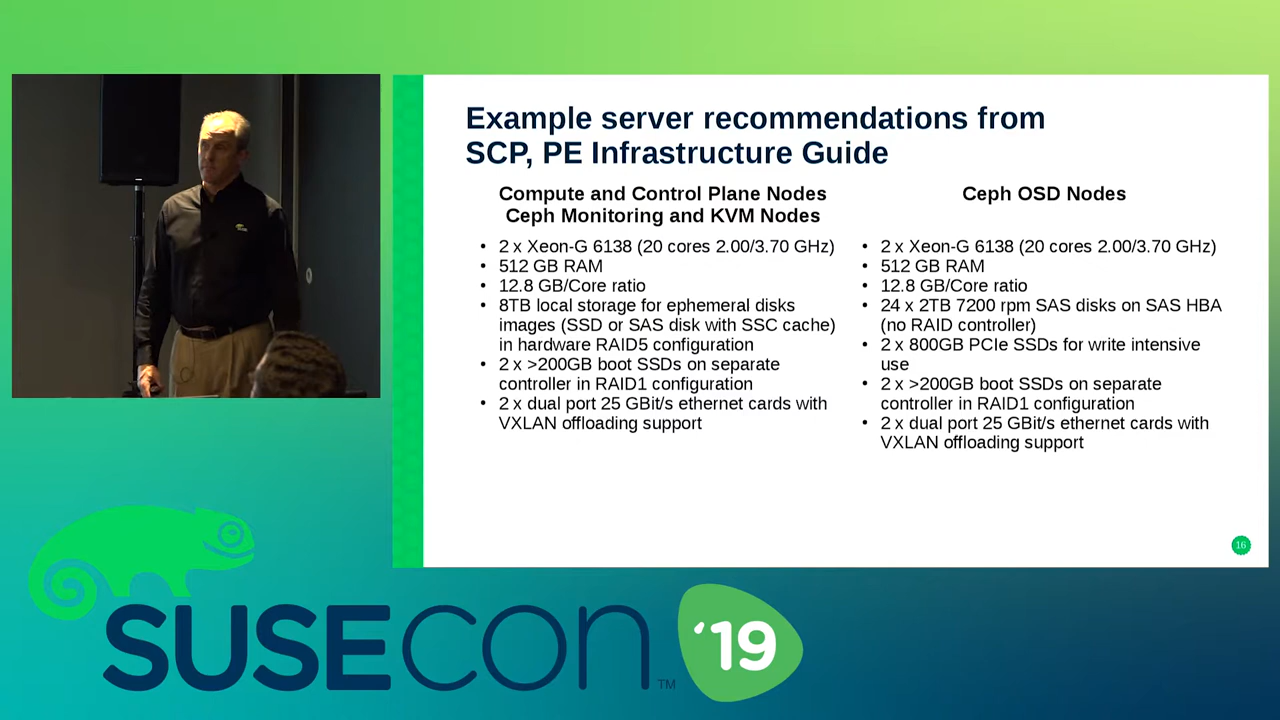 Example server recommendations from
SCP, PE Infrastructure Guide
Compute and Control Plane Nodes
Ceph Monitoring and KVM Nodes
• 2 x Xeon-G 6138 (20 cores 2.00/3.70 GHz)
• 512 GB RAM
• 12.8 GB/Core ratio
• 8TB local storage for ephemeral disks
images (SSD or SAS disk with SSC cache)
in hardware RAID5 configuration
• 2 x >200GB boot SSDs on separate
controller in RAID1 configuration
• 2 x dual port 25 GBit/s ethernet cards with
VXLAN offloading support
Ceph OSD Nodes
• 2 x Xeon-G 6138 (20 cores 2.00/3.70 GHz)
• 512 GB RAM
• 12.8 GB/Core ratio
• 24 x 2TB 7200 rpm SAS disks on SAS HBA
(no RAID controller)
• 2 x 800GB PCIe SSDs for write intensive
use
• 2 x >200GB boot SSDs on separate
controller in RAID1 configuration
• 2 x dual port 25 GBit/s ethernet cards with
VXLAN offloading support
16
SUSECON TM '19